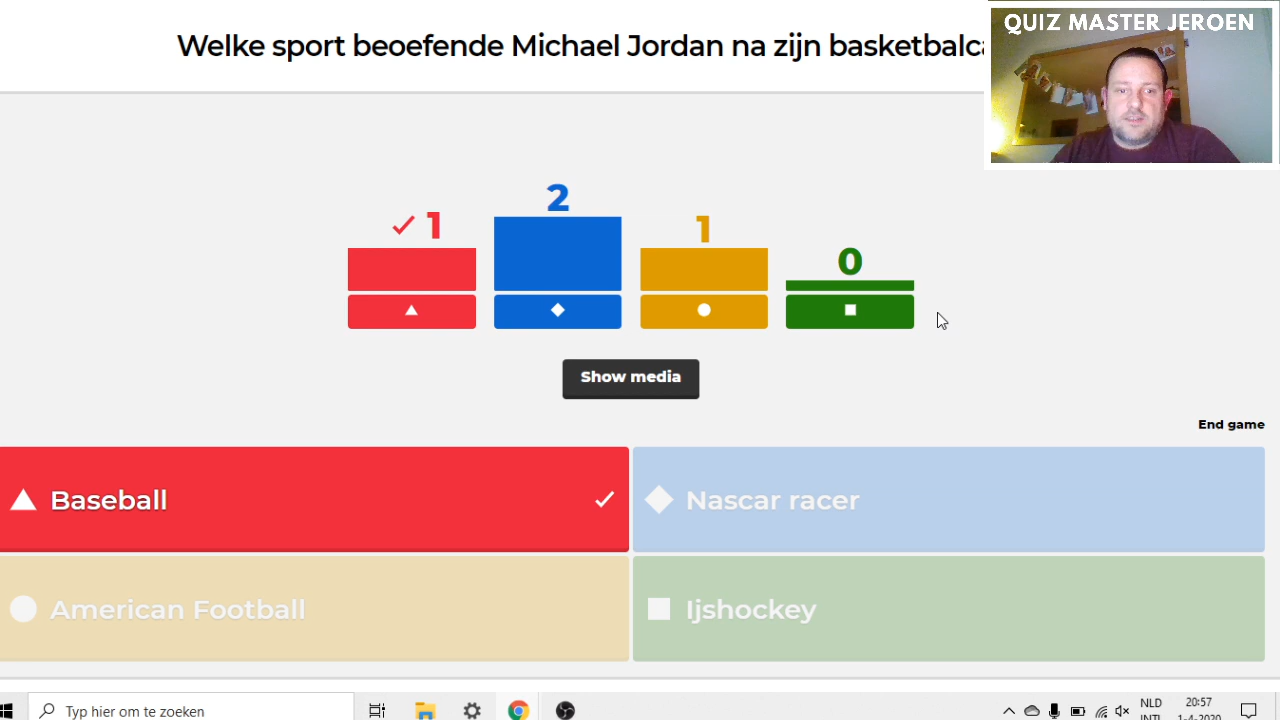 Welke sport beoefende Michael Jordan na zijn
QUIZ MASTER JEROEN
1
2
1
0
Show media
End game
Baseball
Nascar racer
American Football
Ijshockey
Typ hier om te zoeken
NLD
20:57
INTL
1-4-2020